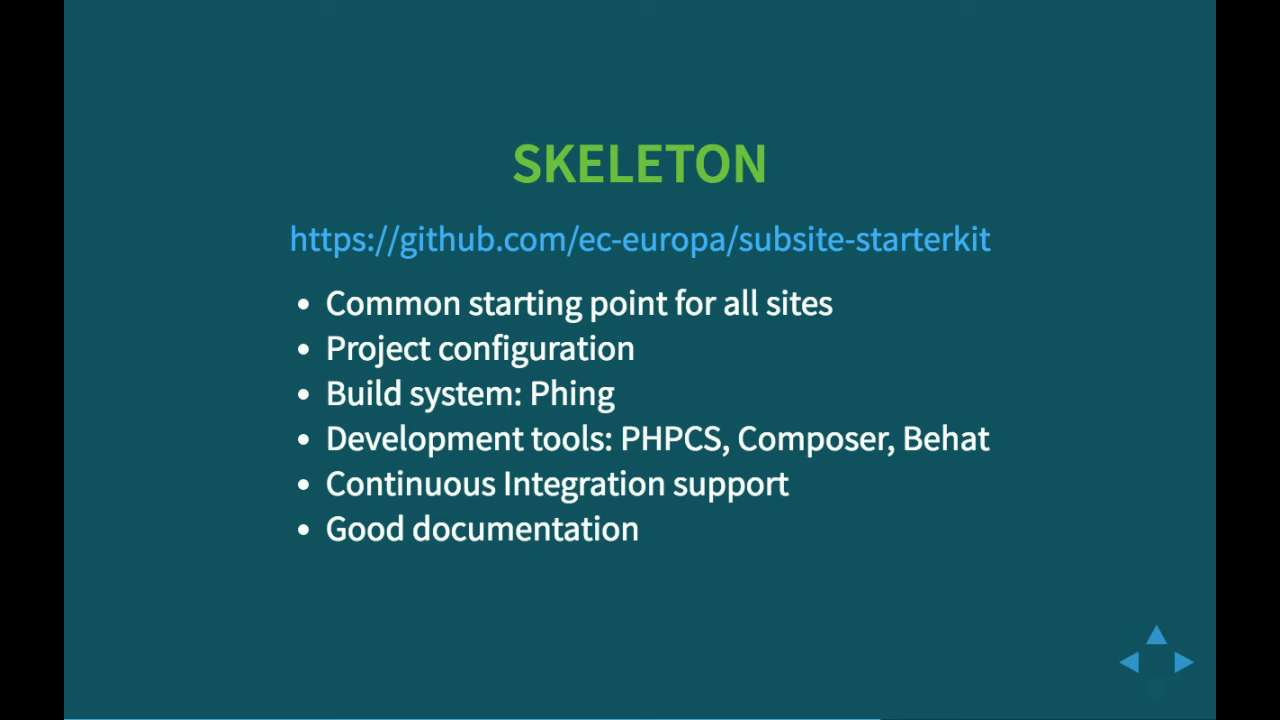 SKELETON
https://github.com/ec-europa/subsite-starterkit
• Common starting point for all sites
• Project configuration
• Build system: Phing
• Development tools: PHPCS, Composer, Behat
• Continuous Integration support
• Good documentation